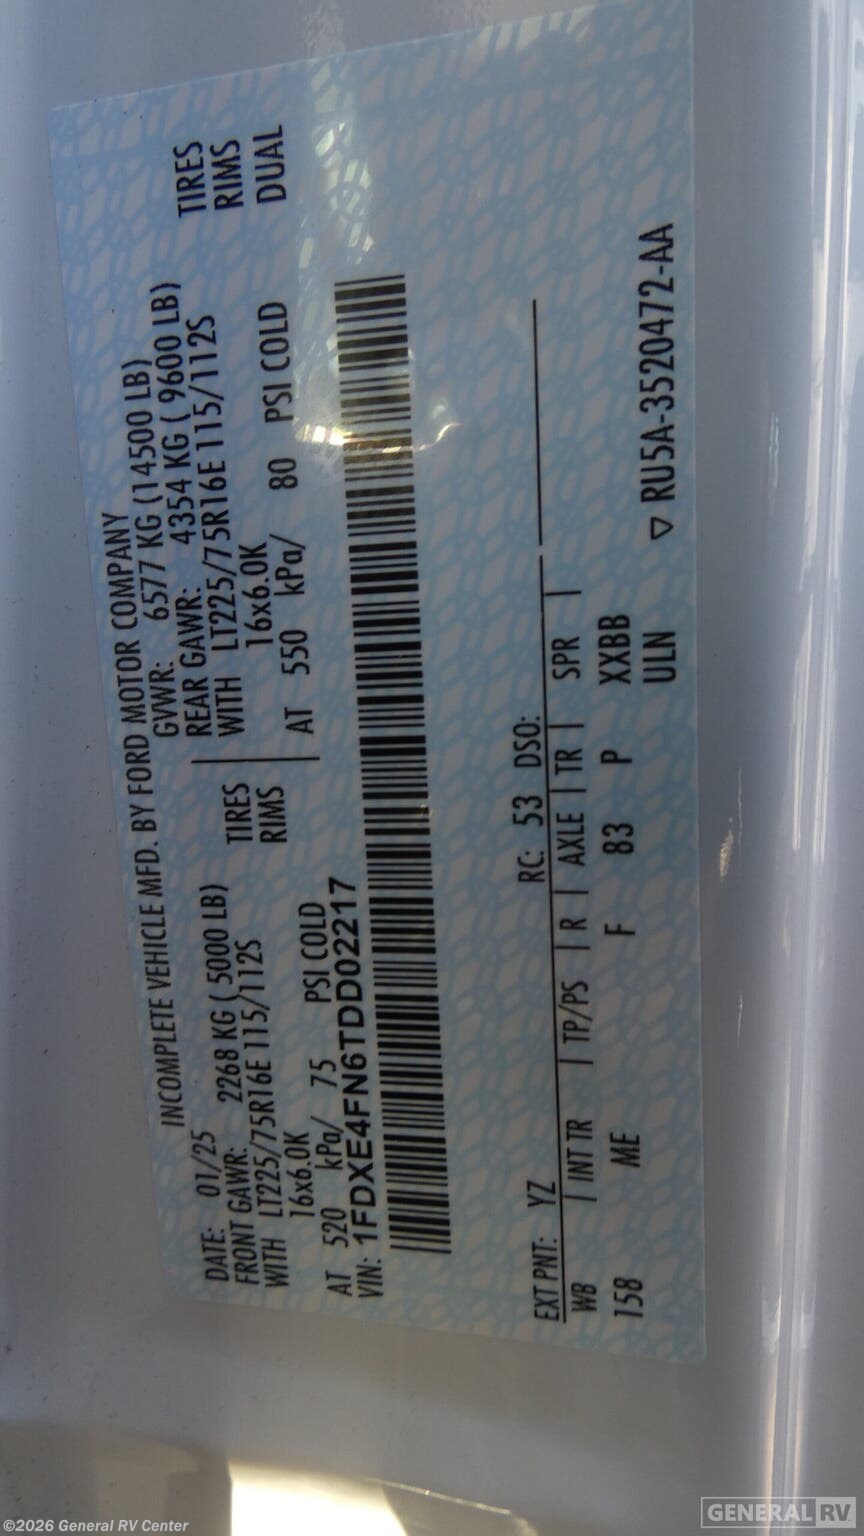 INCOMPLETE VEHICLE MFD. BY FORD MOTOR COMPANY
DATE: 01/25 GVWR: 6577 KG (14500 LB)
FRONT GAWR: 2268 KG ( 5000 LB) REAR GAWR: 4354 KG ( 9600 LB)
WITH LT225/75R16E 115/112S TIRES WITH LT225/75R16E 115/112S TIRES
16x6.0K RIMS 16x6.0K RIMS
AT 520 kPa/ 75 PSI COLD AT 550 kPa/ 80 PSI COLD DUAL
VIN: 1FDXE4FN6TDD02217
EXT PNT: YZ RC: 53 DSO:
WB | INT TR | TP/PS | R | AXLE | TR | SPR |
158 ME F 83 P XXBB
ULN
▽ RU5A-3520472-AA
©2026 General RV Center
GENERAL RV